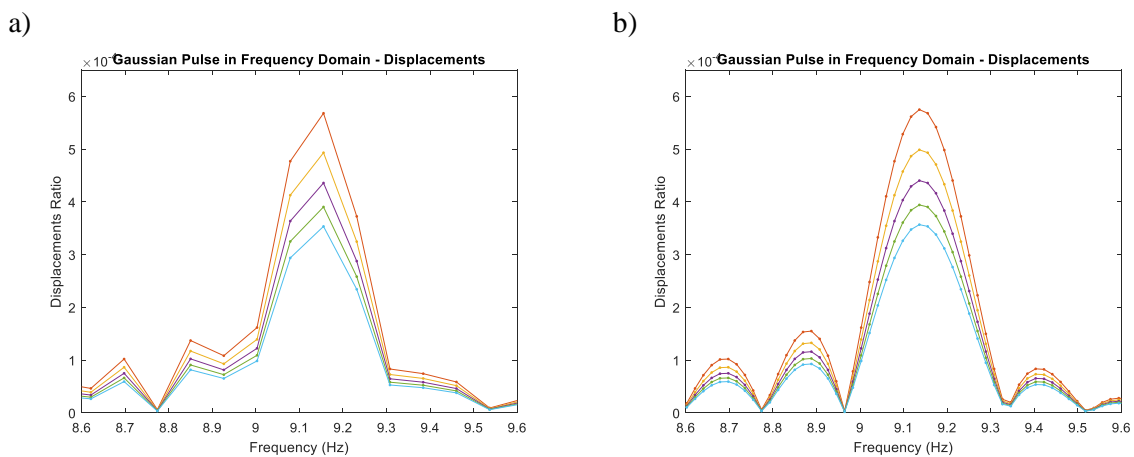 a)
×10⁻⁴
Gaussian Pulse in Frequency Domain - Displacements
6
5
4
3
2
1
0
Displacements Ratio
8.6 8.7 8.8 8.9 9 9.1 9.2 9.3 9.4 9.5 9.6
Frequency (Hz)
b)
×10⁻⁴
Gaussian Pulse in Frequency Domain - Displacements
6
5
4
3
2
1
0
Displacements Ratio
8.6 8.7 8.8 8.9 9 9.1 9.2 9.3 9.4 9.5 9.6
Frequency (Hz)